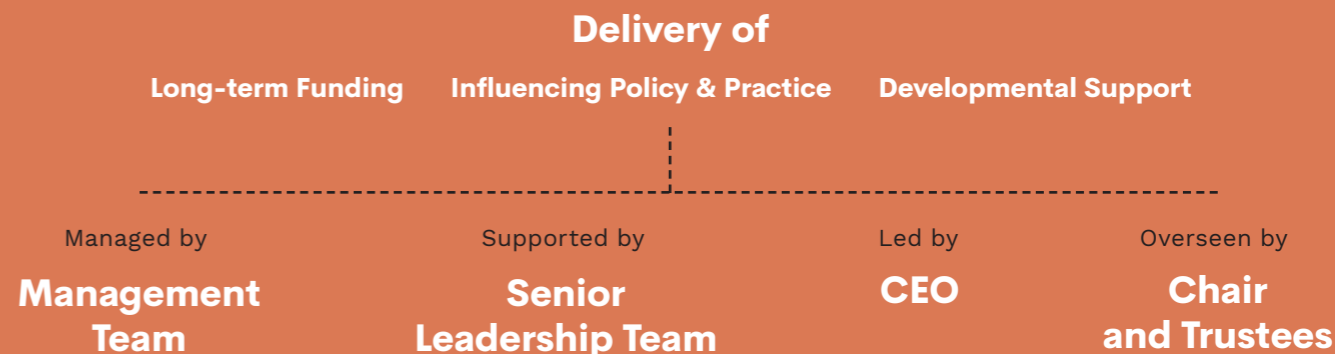 Delivery of
Long-term Funding
Influencing Policy & Practice
Developmental Support
Managed by
Management
Team
Supported by
Senior
Leadership Team
Led by
CEO
Overseen by
Chair
and Trustees